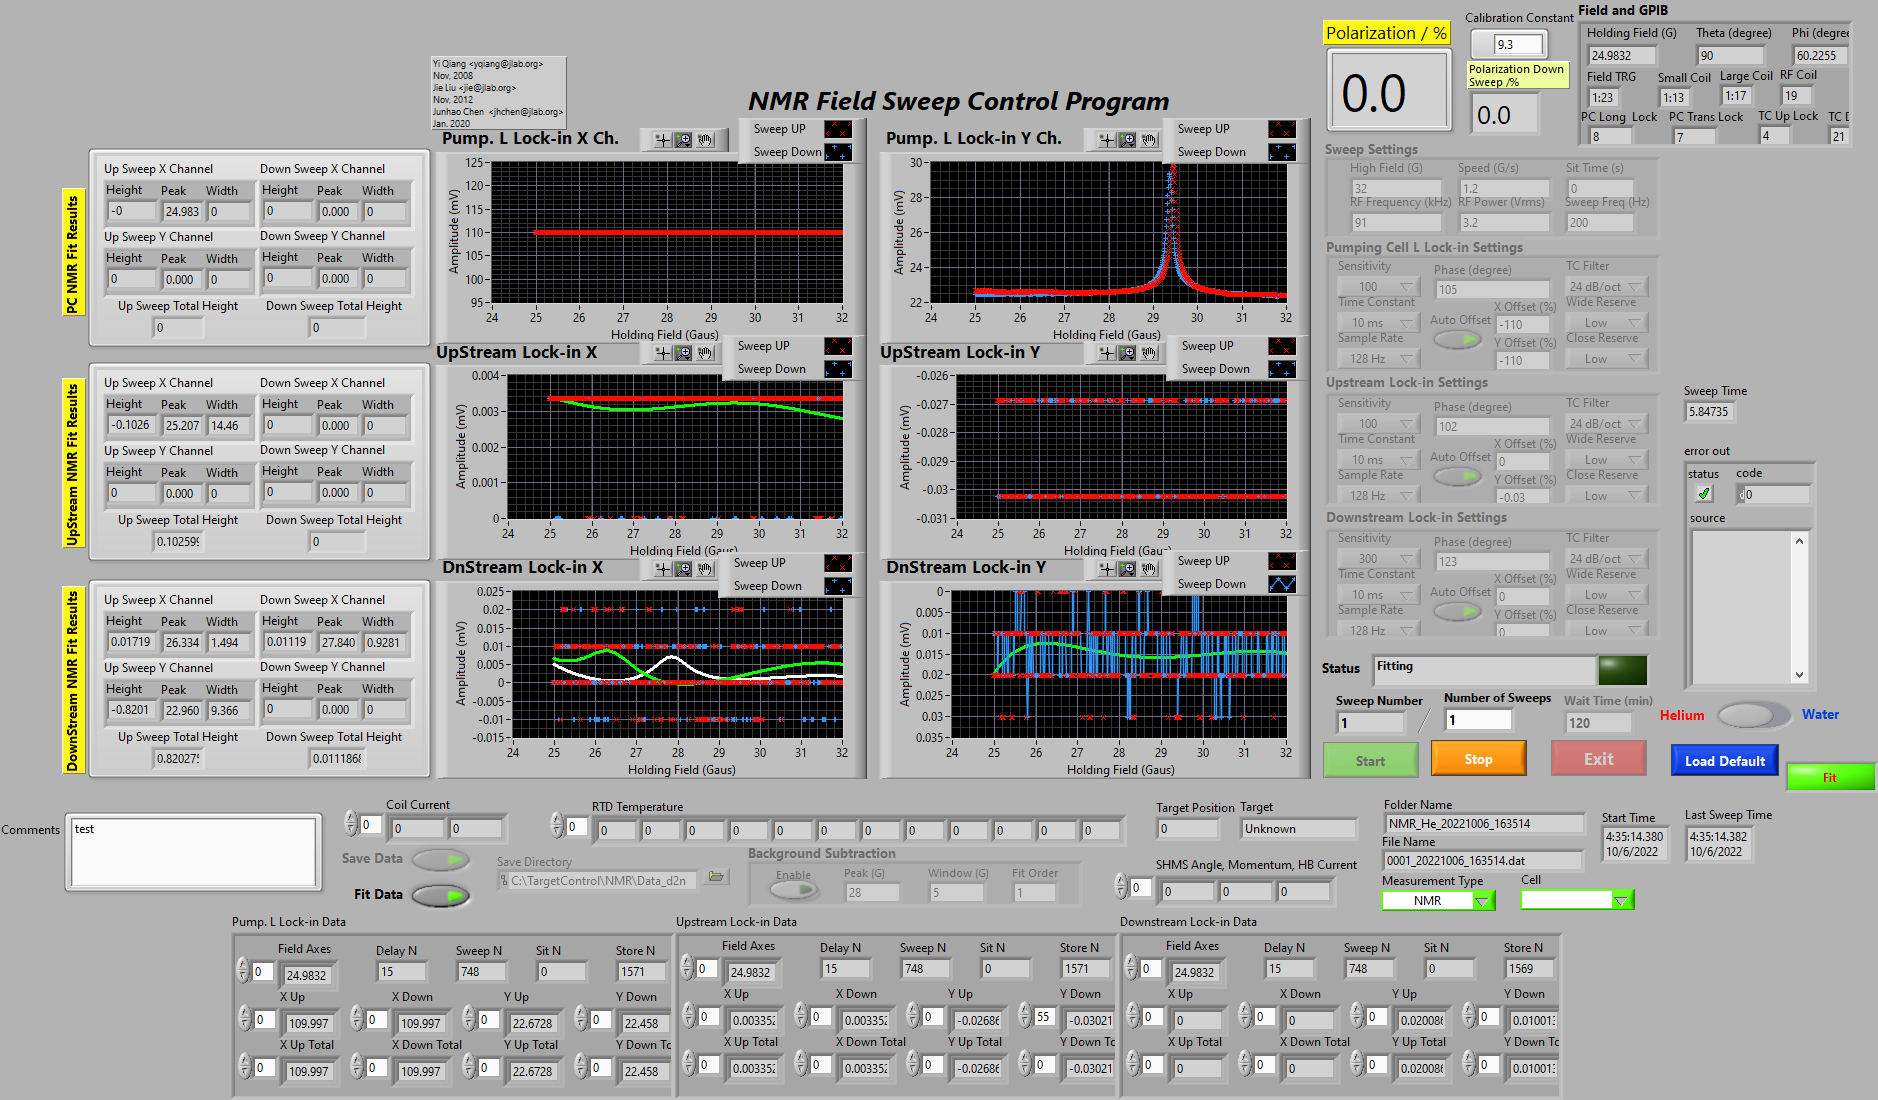 Yi Qiang <yqiang@jlab.org>
Nov, 2008
Jie Liu <jie@jlab.org>
Nov, 2012
Junhao Chen <jhchen@jlab.org>
Jan. 2020
NMR Field Sweep Control Program
Polarization / %
0.0
Calibration Constant
9.3
Polarization Down
Sweep /%
0.0
Field and GPIB
Holding Field (G) Theta (degree) Phi (degree
24.9832 90 60.2255
Field TRG Small Coil Large Coil RF Coil
1:23 1:13 1:17 19
PC Long Lock PC Trans Lock TC Up Lock TC D
8 7 4 21
PC NMR Fit Results
Up Sweep X Channel Down Sweep X Channel
Height Peak Width Height Peak Width
-0 24.983 0 0 0.000 0
Up Sweep Y Channel Down Sweep Y Channel
Height Peak Width Height Peak Width
0 0.000 0 0 0.000 0
Up Sweep Total Height Down Sweep Total Height
0 0
UpStream NMR Fit Results
Up Sweep X Channel Down Sweep X Channel
Height Peak Width Height Peak Width
-0.1026 25.207 14.46 0 0.000 0
Up Sweep Y Channel Down Sweep Y Channel
Height Peak Width Height Peak Width
0 0.000 0 0 0.000 0
Up Sweep Total Height Down Sweep Total Height
0.102599 0
DownStream NMR Fit Results
Up Sweep X Channel Down Sweep X Channel
Height Peak Width Height Peak Width
0.01719 26.334 1.494 0.01119 27.840 0.9281
Up Sweep Y Channel Down Sweep Y Channel
Height Peak Width Height Peak Width
-0.8201 22.960 9.366 0 0.000 0
Up Sweep Total Height Down Sweep Total Height
0.82027 0.011186
Pump. L Lock-in X Ch.
Sweep UP
Sweep Down
Amplitude (mV)
125
120
115
110
105
100
95
24 25 26 27 28 29 30 31 32
Holding Field (Gaus)
Pump. L Lock-in Y Ch.
Sweep UP
Sweep Down
Amplitude (mV)
30
28
26
24
22
24 25 26 27 28 29 30 31 32
Holding Field (Gaus)
UpStream Lock-in X
Sweep UP
Sweep Down
Amplitude (mV)
0.004
0.003
0.002
0.001
0
24 25 26 27 28 29 30 31 32
Holding Field (Gaus)
UpStream Lock-in Y
Sweep UP
Sweep Down
Amplitude (mV)
-0.026
-0.027
-0.028
-0.029
-0.03
-0.031
24 25 26 27 28 29 30 31 32
Holding Field (Gaus)
DnStream Lock-in X
Sweep UP
Sweep Down
Amplitude (mV)
0.025
0.02
0.015
0.01
0.005
0
-0.005
-0.01
-0.015
24 25 26 27 28 29 30 31 32
Holding Field (Gaus)
DnStream Lock-in Y
Sweep UP
Sweep Down
Amplitude (mV)
0
0.005
0.01
0.015
0.02
0.025
0.03
0.035
24 25 26 27 28 29 30 31 32
Holding Field (Gaus)
Sweep Settings
High Field (G) Speed (G/s) Sit Time (s)
32 1.2 0
RF Frequency (kHz) RF Power (Vrms) Sweep Freq (Hz)
91 3.2 200
Pumping Cell L Lock-in Settings
Sensitivity Phase (degree) TC Filter
100 105 24 dB/oct
Time Constant X Offset (%) Wide Reserve
10 ms Auto Offset -110 Low
Sample Rate Y Offset (%) Close Reserve
128 Hz -110 Low
Upstream Lock-in Settings
Sensitivity Phase (degree) TC Filter
100 102 24 dB/oct
Time Constant X Offset (%) Wide Reserve
10 ms Auto Offset 0 Low
Sample Rate Y Offset (%) Close Reserve
128 Hz -0.03 Low
Downstream Lock-in Settings
Sensitivity Phase (degree) TC Filter
300 123 24 dB/oct
Time Constant X Offset (%) Wide Reserve
10 ms Auto Offset 0 Low
Sample Rate Y Offset (%) Close Reserve
128 Hz 0 Low
Sweep Time
5.84735
error out
status code
0
source
Status Fitting
Sweep Number Number of Sweeps Wait Time (min)
1 / 1 120
Helium Water
Start Stop Exit Load Default Fit
Comments test
Coil Current
0 0 0
Save Data
Fit Data
RTD Temperature
0 0 0 0 0 0 0 0 0 0 0 0 0
Save Directory
C:\TargetControl\NMR\Data_d2n
Background Subtraction
Enable Peak (G) Window (G) Fit Order
28 5 1
Target Position Target
0 Unknown
SHMS Angle, Momentum, HB Current
0 0 0 0
Folder Name
NMR_He_20221006_163514
File Name
0001_20221006_163514.dat
Measurement Type Cell
NMR
Start Time Last Sweep Time
4:35:14.380 4:35:14.382
10/6/2022 10/6/2022
Pump. L Lock-in Data
Field Axes Delay N Sweep N Sit N Store N
0 24.9832 15 748 0 1571
X Up X Down Y Up Y Down
0 109.997 0 109.997 0 22.6728 0 22.458
X Up Total X Down Total Y Up Total Y Down To
0 109.997 0 109.997 0 22.6728 0 22.458
Upstream Lock-in Data
Field Axes Delay N Sweep N Sit N Store N
0 24.9832 15 748 0 1571
X Up X Down Y Up Y Down
0 0.003352 0 0.003352 0 -0.02686 55 -0.03021
X Up Total X Down Total Y Up Total Y Down Tc
0 0.003352 0 0.003352 0 -0.02686 0 -0.03021
Downstream Lock-in Data
Field Axes Delay N Sweep N Sit N Store N
0 24.9832 15 748 0 1569
X Up X Down Y Up Y Down
0 0 0 0 0 0.020086 0 0.010013
X Up Total X Down Total Y Up Total Y Down Tc
0 0 0 0 0 0.020086 0 0.010013